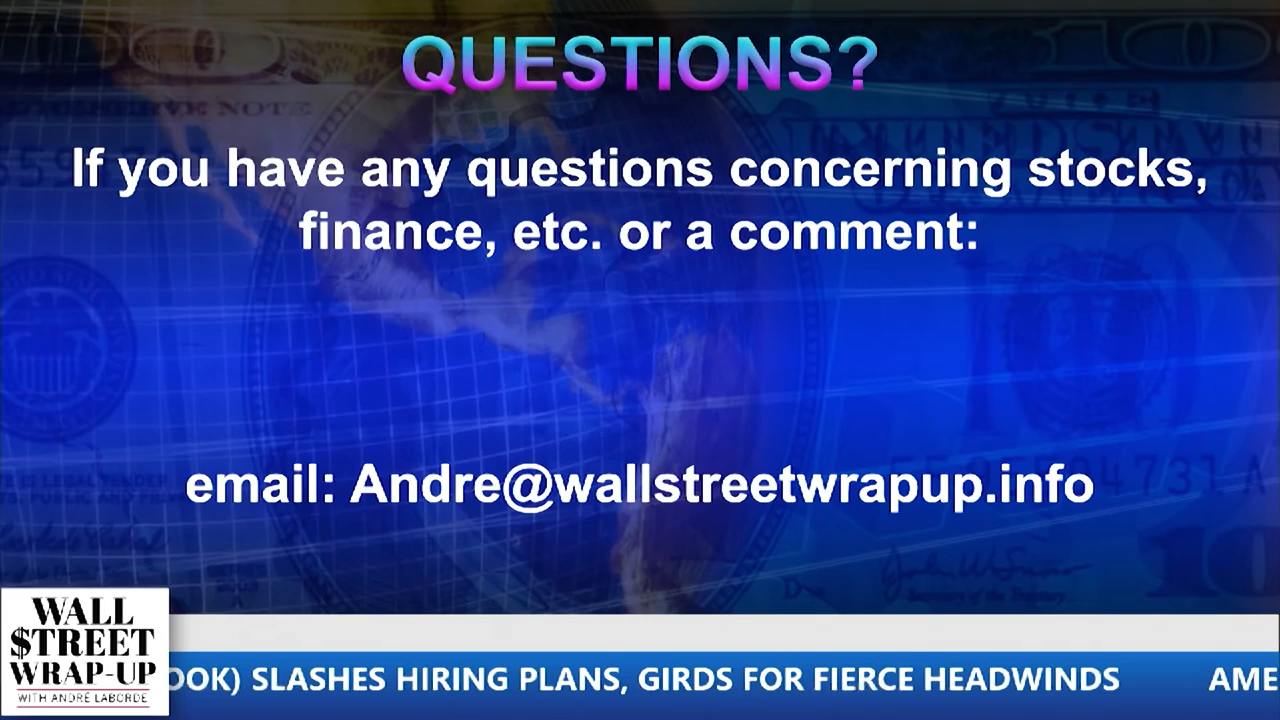 QUESTIONS?
If you have any questions concerning stocks,
finance, etc. or a comment:
email: Andre@wallstreetwrapup.info
WALL
$TREET
WRAP-UP
WITH ANDRÉ LABORDE
OOK) SLASHES HIRING PLANS, GIRDS FOR FIERCE HEADWINDS AME